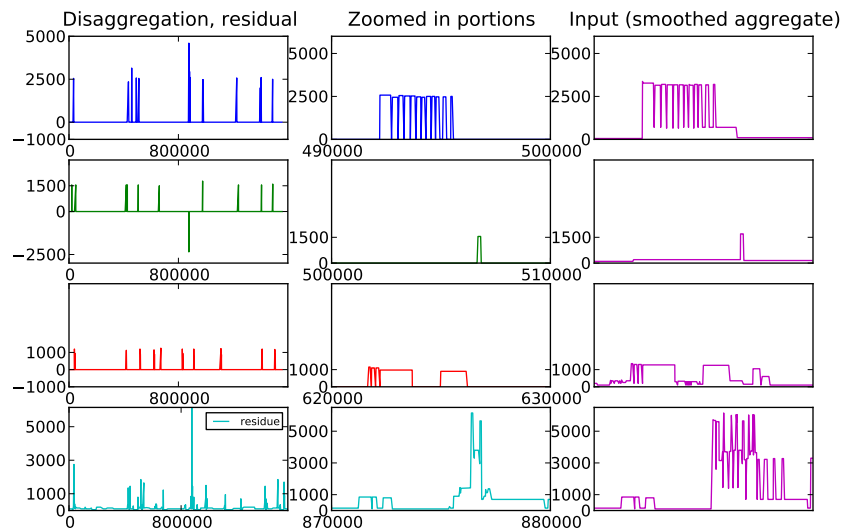 Disaggregation, residual Zoomed in portions Input (smoothed aggregate)
5000 5000 5000
2500 2500 2500
0 0 0
−1000
0 800000 490000 500000
1500 1500 1500
0 0 0
−2500
0 800000 500000 510000
1000 1000 1000
0 0 0
−1000
0 800000 620000 630000
residue
5000 5000 5000
3000 3000 3000
1000 1000 1000
0 0 0
0 800000 870000 880000